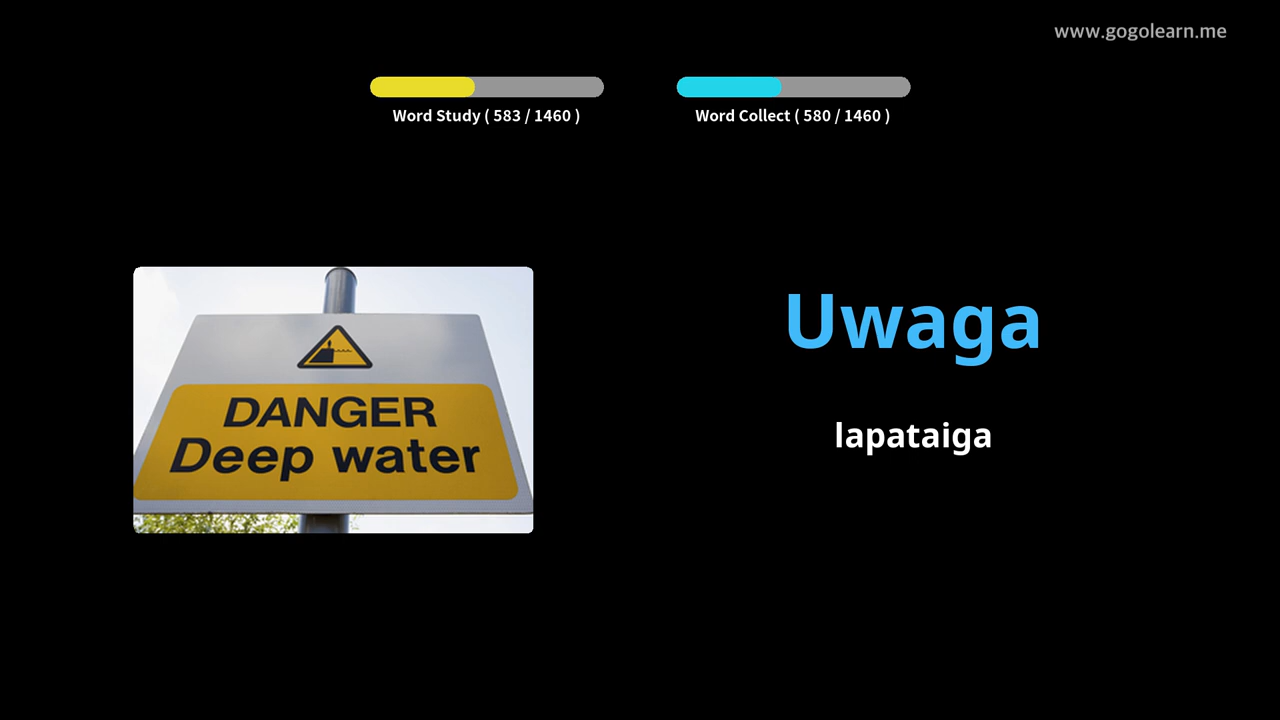 www.gogolearn.me
Word Study ( 583 / 1460 )
Word Collect ( 580 / 1460 )
DANGER
Deep water
Uwaga
lapataiga